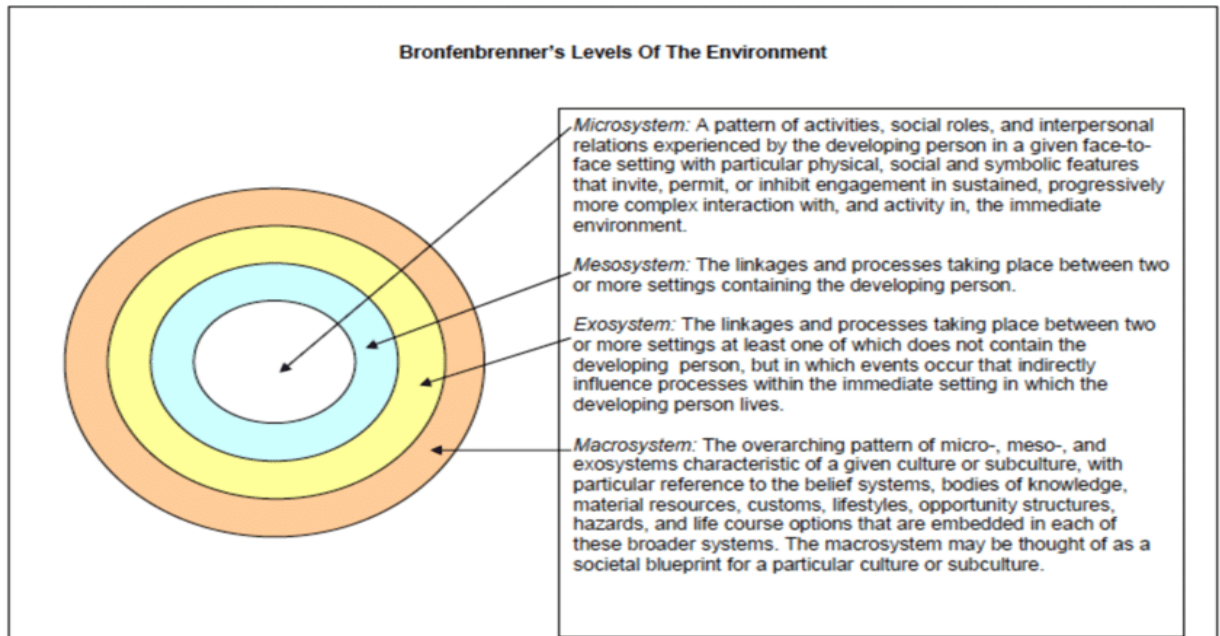 Bronfenbrenner's Levels Of The Environment
Microsystem: A pattern of activities, social roles, and interpersonal
relations experienced by the developing person in a given face-to-
face setting with particular physical, social and symbolic features
that invite, permit, or inhibit engagement in sustained, progressively
more complex interaction with, and activity in, the immediate
environment.
Mesosystem: The linkages and processes taking place between two
or more settings containing the developing person.
Exosystem: The linkages and processes taking place between two
or more settings at least one of which does not contain the
developing person, but in which events occur that indirectly
influence processes within the immediate setting in which the
developing person lives.
Macrosystem: The overarching pattern of micro-, meso-, and
exosystems characteristic of a given culture or subculture, with
particular reference to the belief systems, bodies of knowledge,
material resources, customs, lifestyles, opportunity structures,
hazards, and life course options that are embedded in each of
these broader systems. The macrosystem may be thought of as a
societal blueprint for a particular culture or subculture.